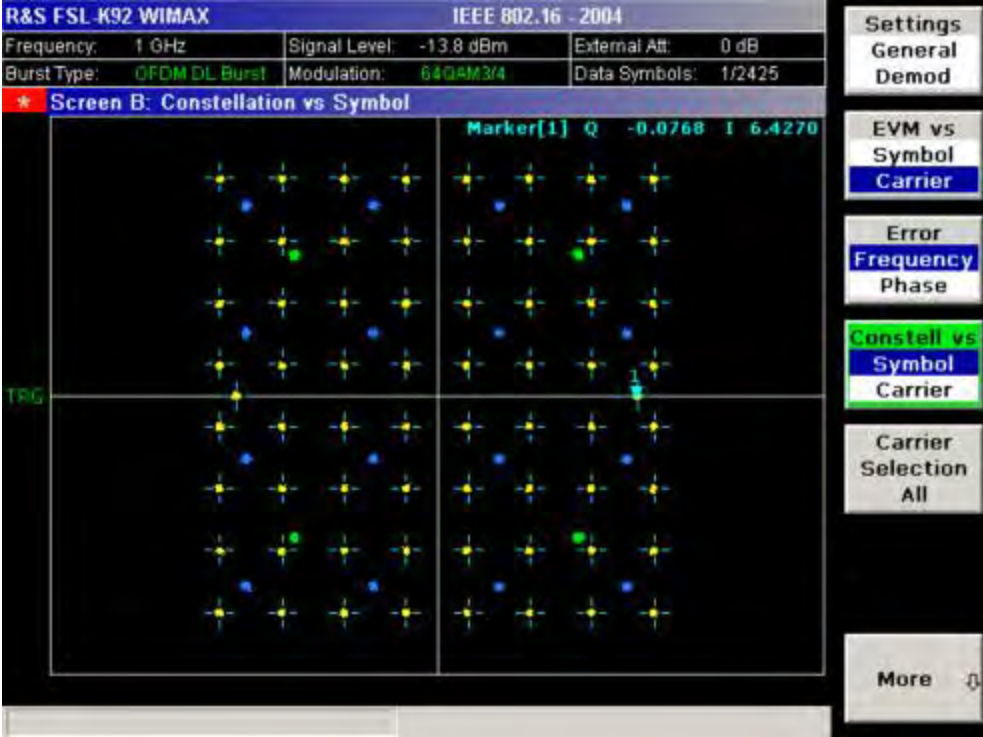 R&S FSL-K92 WIMAX IEEE 802.16 - 2004
Frequency: 1 GHz Signal Level: -13.8 dBm External Att: 0 dB
Burst Type: OFDM DL Burst Modulation: 64QAM3/4 Data Symbols: 1/2425
* Screen B: Constellation vs Symbol
Marker[1] Q -0.0768 I 6.4270
1
TRG
Settings
General
Demod
EVM vs
Symbol
Carrier
Error
Frequency
Phase
Constell vs
Symbol
Carrier
Carrier
Selection
All
More